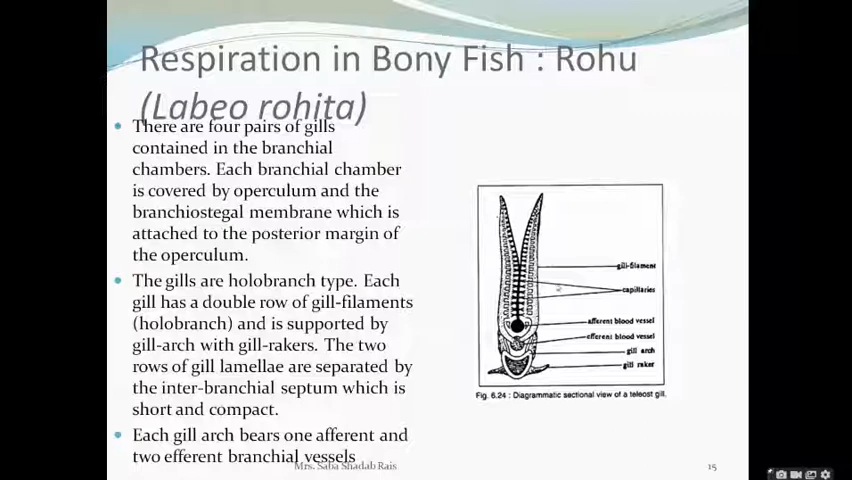 Respiration in Bony Fish : Rohu
(Labeo rohita)
• There are four pairs of gills
contained in the branchial
chambers. Each branchial chamber
is covered by operculum and the
branchiostegal membrane which is
attached to the posterior margin of
the operculum.
• The gills are holobranch type. Each
gill has a double row of gill-filaments
(holobranch) and is supported by
gill-arch with gill-rakers. The two
rows of gill lamellae are separated by
the inter-branchial septum which is
short and compact.
• Each gill arch bears one afferent and
two efferent branchial vessels
gill-filament
capillaries
afferent blood vessel
efferent blood vessel
gill arch
gill raker
Fig. 6.24 : Diagrammatic sectional view of a teleost gill.
Mrs. Saba Shadab Rais
15